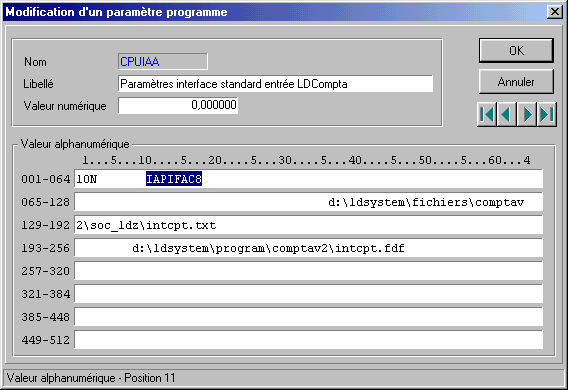 Modification d'un paramètre programme
Nom CPUIAA
OK
Libellé Paramètres interface standard entrée LDCompta
Annuler
Valeur numérique 0,000000
Valeur alphanumérique
1...5...10....5...20....5...30....5...40....5...50....5...60...4
001-064 10N IAPIFAC8
065-128 d:\ldsystem\fichiers\comptav
129-192 2\soc_ldz\intcpt.txt
193-256 d:\ldsystem\program\comptav2\intcpt.fdf
257-320
321-384
385-448
449-512
Valeur alphanumérique - Position 11